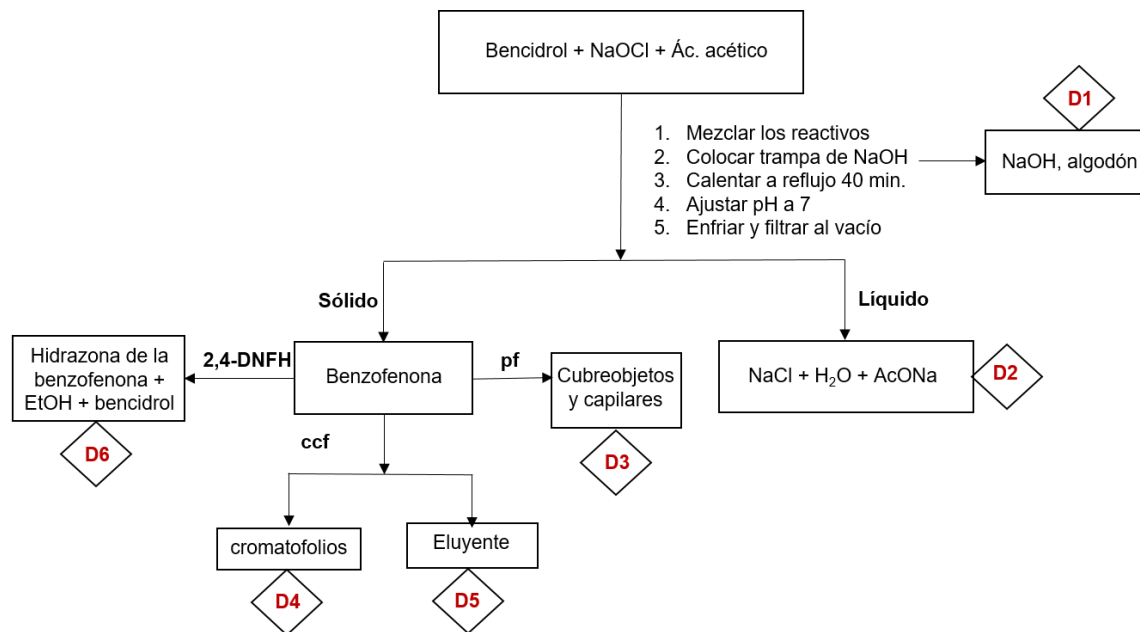 Bencidrol + NaOCl + Ác. acético
D1
1. Mezclar los reactivos
2. Colocar trampa de NaOH
3. Calentar a reflujo 40 min.
4. Ajustar pH a 7
5. Enfriar y filtrar al vacío
NaOH, algodón
Sólido
Líquido
Hidrazona de la
benzofenona +
EtOH + bencidrol
2,4-DNFH
Benzofenona
pf
Cubreobjetos
y capilares
NaCl + H₂O + AcONa
D2
D6
ccf
D3
cromatofolios
Eluyente
D4
D5